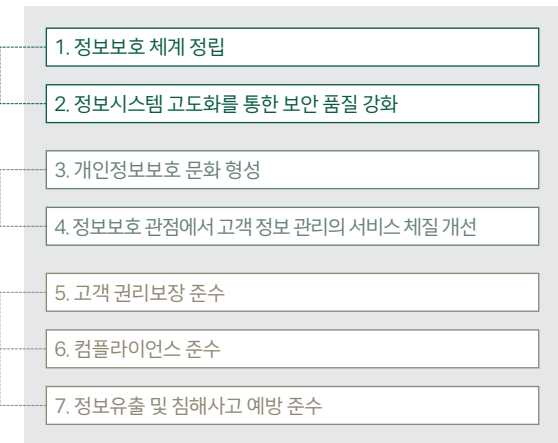 1. 정보보호 체계 정립
2. 정보시스템 고도화를 통한 보안 품질 강화
3. 개인정보보호 문화 형성
4. 정보보호 관점에서 고객 정보 관리의 서비스 체질 개선
5. 고객 권리보장 준수
6. 컴플라이언스 준수
7. 정보유출 및 침해사고 예방 준수